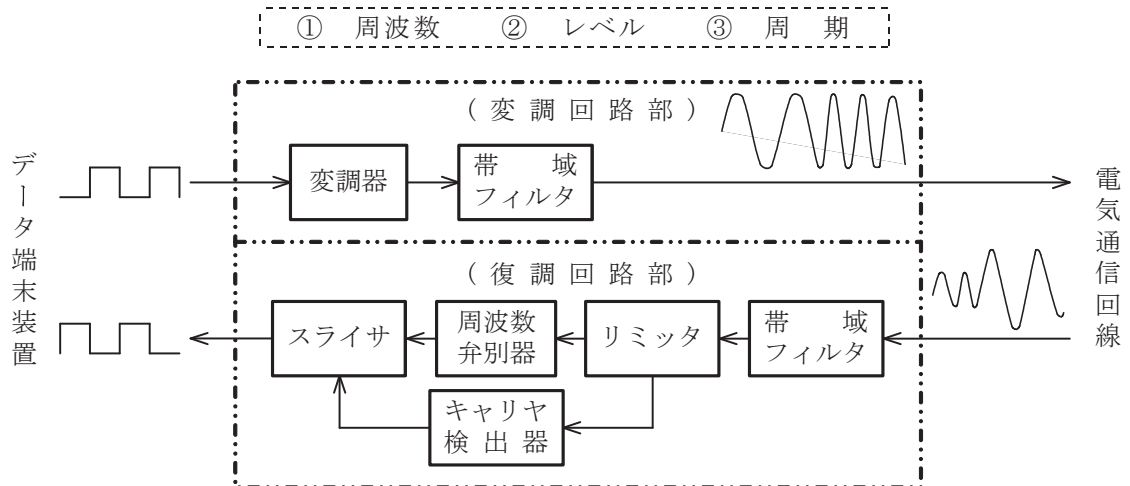 ① 周波数 ② レベル ③ 周 期
(変調回路部)
データ端末装置
変調器
帯 域
フィルタ
電気通信回線
(復調回路部)
スライサ
周波数
弁別器
リミッタ
帯 域
フィルタ
キャリヤ
検出器